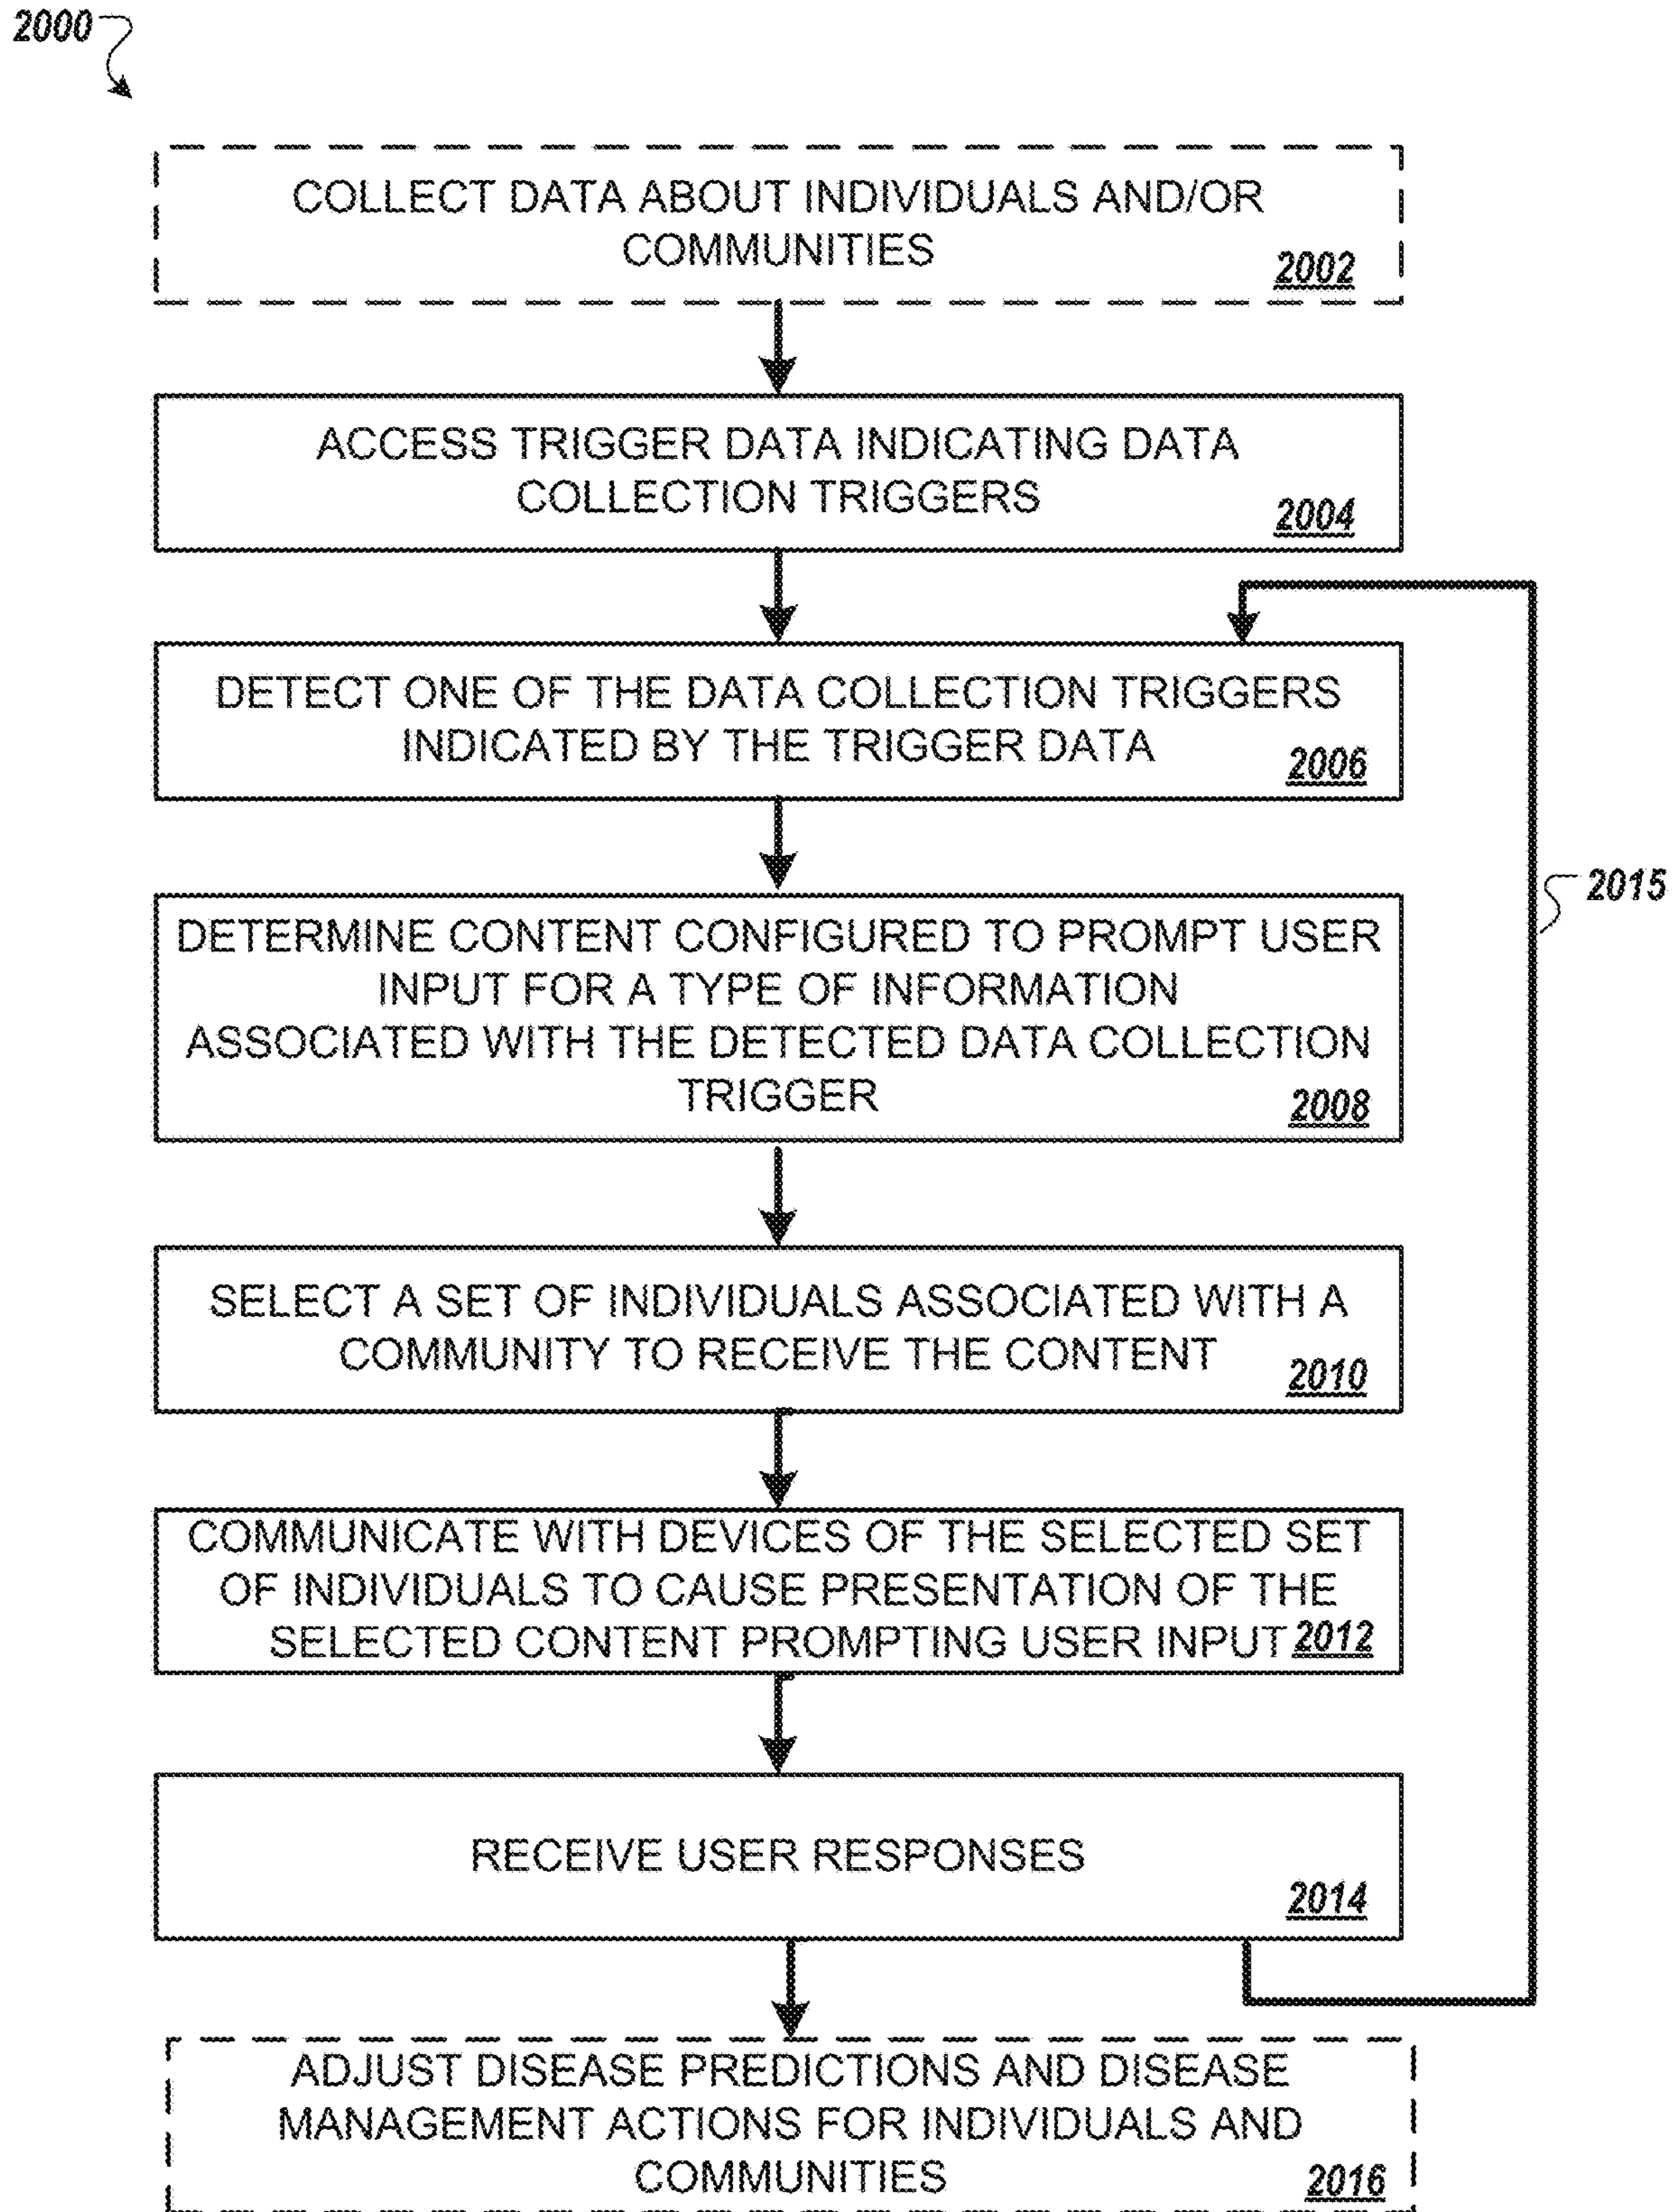 2000
COLLECT DATA ABOUT INDIVIDUALS AND/OR
COMMUNITIES
2002
ACCESS TRIGGER DATA INDICATING DATA
COLLECTION TRIGGERS
2004
DETECT ONE OF THE DATA COLLECTION TRIGGERS
INDICATED BY THE TRIGGER DATA
2006
2015
DETERMINE CONTENT CONFIGURED TO PROMPT USER
INPUT FOR A TYPE OF INFORMATION
ASSOCIATED WITH THE DETECTED DATA COLLECTION
TRIGGER
2008
SELECT A SET OF INDIVIDUALS ASSOCIATED WITH A
COMMUNITY TO RECEIVE THE CONTENT
2010
COMMUNICATE WITH DEVICES OF THE SELECTED SET
OF INDIVIDUALS TO CAUSE PRESENTATION OF THE
SELECTED CONTENT PROMPTING USER INPUT 2012
RECEIVE USER RESPONSES
2014
ADJUST DISEASE PREDICTIONS AND DISEASE
MANAGEMENT ACTIONS FOR INDIVIDUALS AND
COMMUNITIES
2016